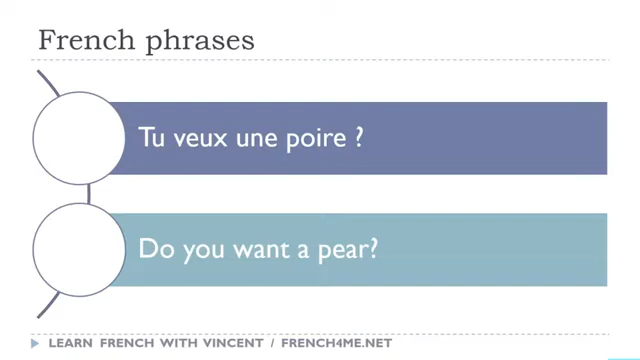 French phrases
Tu veux une poire ?
Do you want a pear?
LEARN FRENCH WITH VINCENT / FRENCH4ME.NET